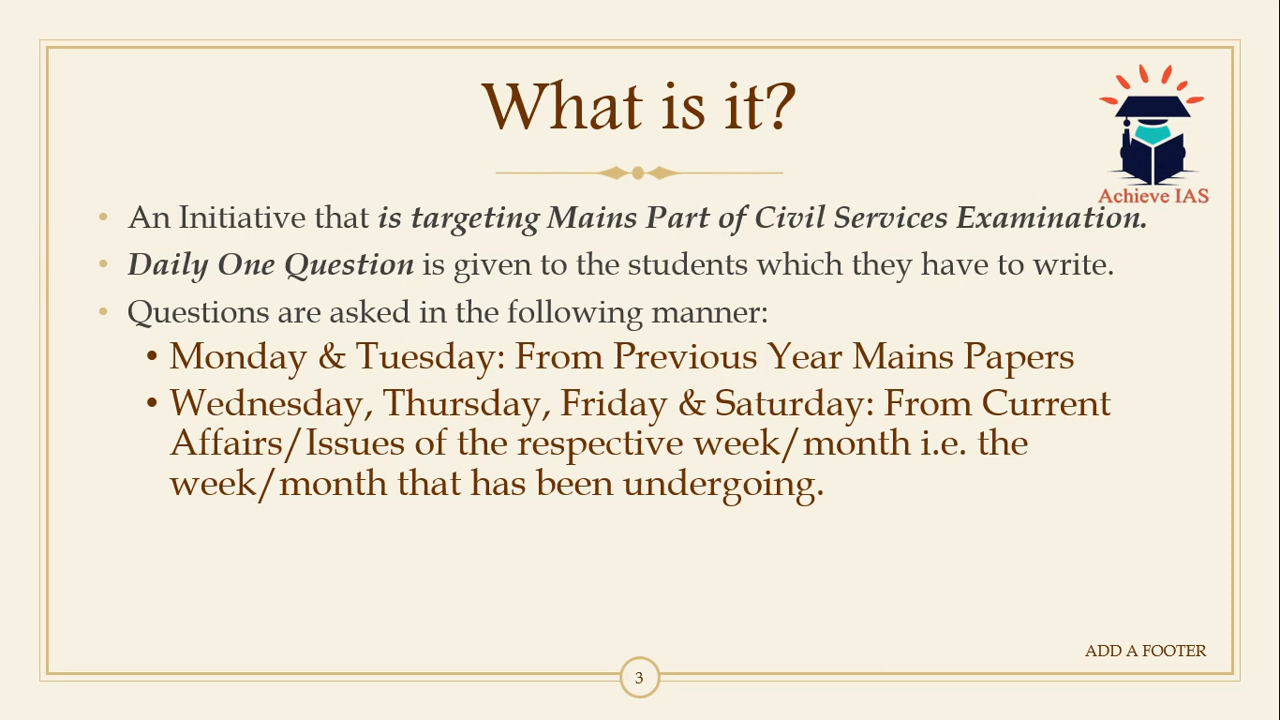 What is it?
Achieve IAS
• An Initiative that is targeting Mains Part of Civil Services Examination.
• Daily One Question is given to the students which they have to write.
• Questions are asked in the following manner:
• Monday & Tuesday: From Previous Year Mains Papers
• Wednesday, Thursday, Friday & Saturday: From Current
Affairs/Issues of the respective week/month i.e. the
week/month that has been undergoing.
ADD A FOOTER
3